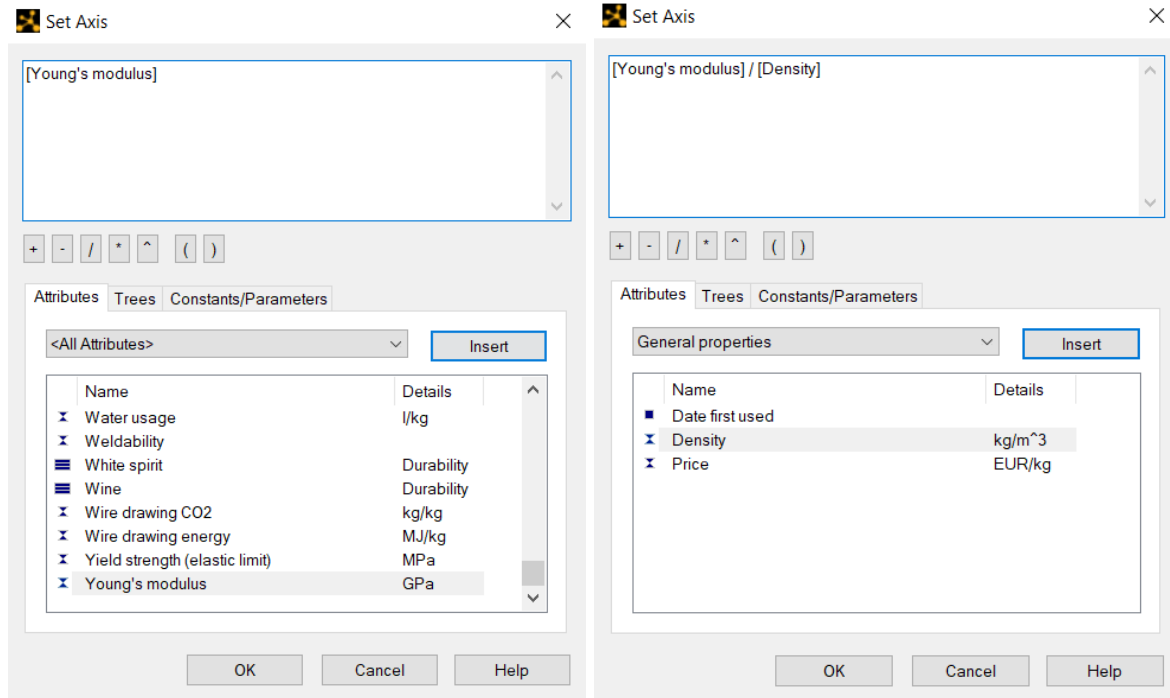 Set Axis
[Young's modulus]
+ - / * ^ ( )
Attributes Trees Constants/Parameters
<All Attributes> Insert
Name Details
Water usage l/kg
Weldability
White spirit Durability
Wine Durability
Wire drawing CO2 kg/kg
Wire drawing energy MJ/kg
Yield strength (elastic limit) MPa
Young's modulus GPa
OK Cancel Help
Set Axis
[Young's modulus] / [Density]
+ - / * ^ ( )
Attributes Trees Constants/Parameters
General properties Insert
Name Details
Date first used
Density kg/m^3
Price EUR/kg
OK Cancel Help